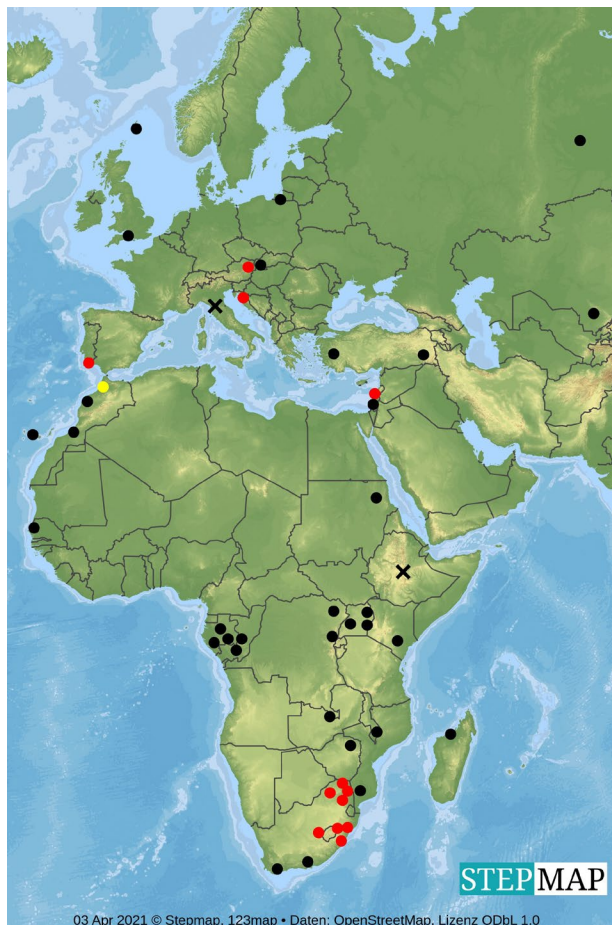 STEPMAP
03 Apr 2021 © Stepmap, 123map • Daten: OpenStreetMap, Lizenz ODbL 1.0